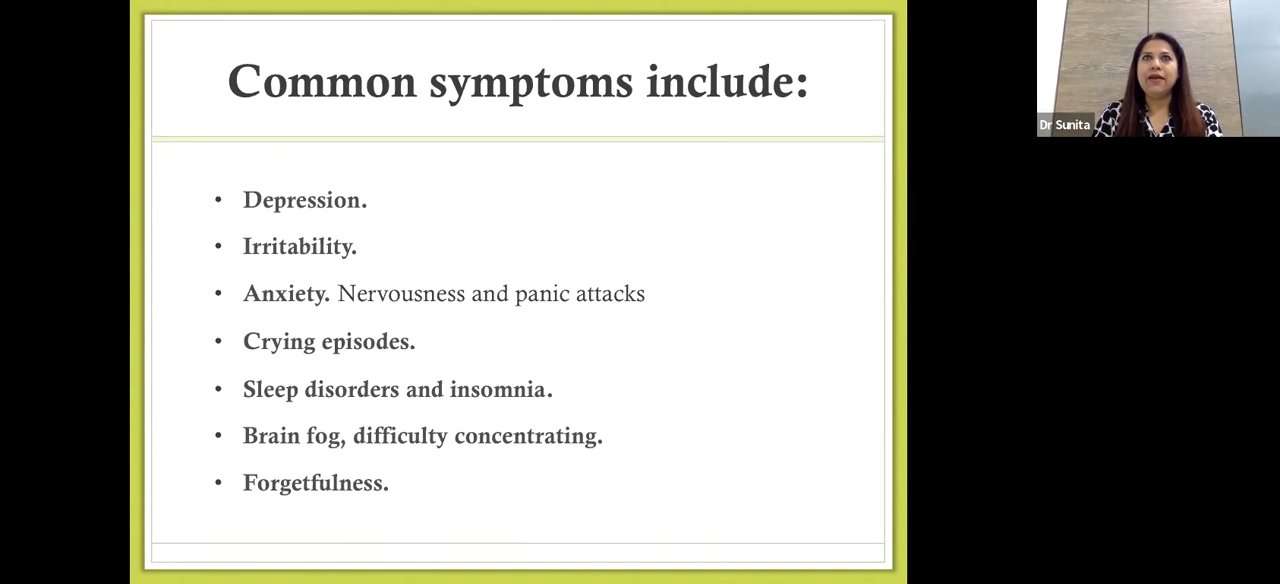 Common symptoms include:
• Depression.
• Irritability.
• Anxiety. Nervousness and panic attacks
• Crying episodes.
• Sleep disorders and insomnia.
• Brain fog, difficulty concentrating.
• Forgetfulness.
Dr Sunita